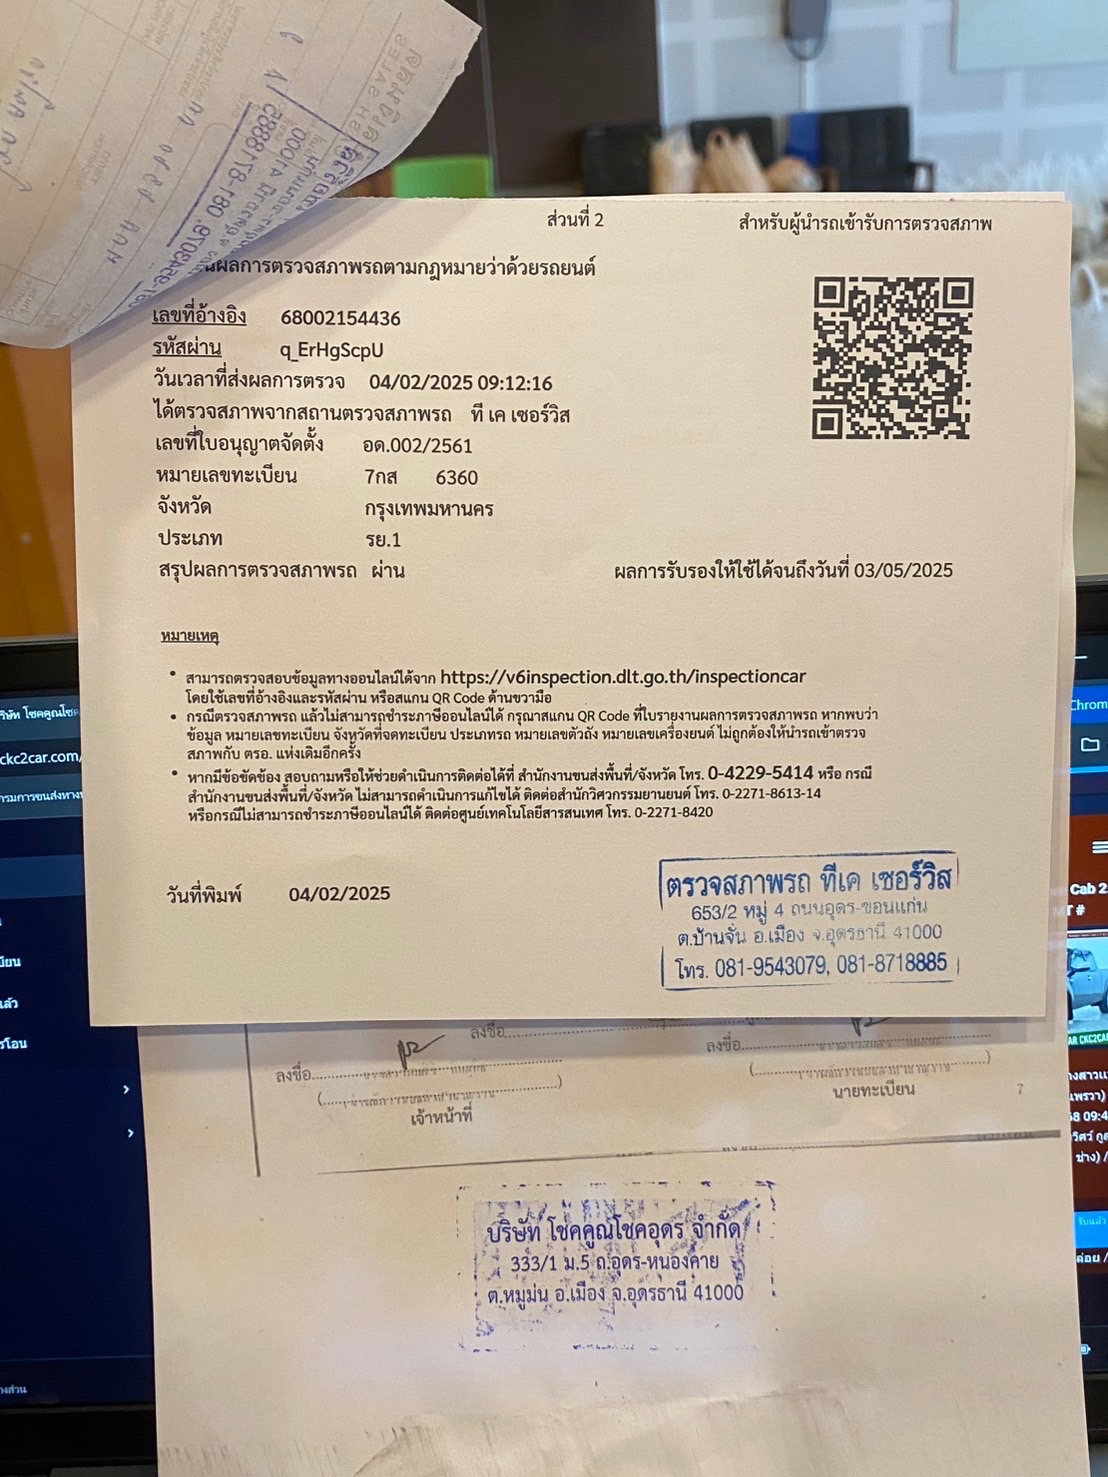 ส่วนที่ 2
สำหรับผู้นำรถเข้ารับการตรวจสภาพ
ผลการตรวจสภาพรถตามกฎหมายว่าด้วยรถยนต์
เลขที่อ้างอิง 68002154436
รหัสผ่าน q_ErHgScpU
วันเวลาที่ส่งผลการตรวจ 04/02/2025 09:12:16
ได้ตรวจสภาพจากสถานตรวจสภาพรถ ที เค เซอร์วิส
เลขที่ใบอนุญาตจัดตั้ง อด.002/2561
หมายเลขทะเบียน 7กส 6360
จังหวัด กรุงเทพมหานคร
ประเภท รย.1
สรุปผลการตรวจสภาพรถ ผ่าน ผลการรับรองให้ใช้ได้จนถึงวันที่ 03/05/2025
หมายเหตุ
• สามารถตรวจสอบข้อมูลทางออนไลน์ได้จาก https://v6inspection.dlt.go.th/inspectioncar
โดยใช้เลขที่อ้างอิงและรหัสผ่าน หรือสแกน QR Code ด้านขวามือ
• กรณีตรวจสภาพรถ แล้วไม่สามารถชำระภาษีออนไลน์ได้ กรุณาสแกน QR Code ที่ใบรายงานผลการตรวจสภาพรถ หากพบว่า
ข้อมูล หมายเลขทะเบียน จังหวัดที่จดทะเบียน ประเภทรถ หมายเลขตัวถัง หมายเลขเครื่องยนต์ ไม่ถูกต้องให้นำรถเข้าตรวจ
สภาพกับ ตรอ. แห่งเดิมอีกครั้ง
• หากมีข้อขัดข้อง สอบถามหรือให้ช่วยดำเนินการติดต่อได้ที่ สำนักงานขนส่งพื้นที่/จังหวัด โทร. 0-4229-5414 หรือ กรณี
สำนักงานขนส่งพื้นที่/จังหวัด ไม่สามารถดำเนินการแก้ไขได้ ติดต่อสำนักวิศวกรรมยานยนต์ โทร. 0-2271-8613-14
หรือกรณีไม่สามารถชำระภาษีออนไลน์ได้ ติดต่อศูนย์เทคโนโลยีสารสนเทศ โทร. 0-2271-8420
วันที่พิมพ์ 04/02/2025
ตรวจสภาพรถ ทีเค เซอร์วิส
653/2 หมู่ 4 ถนนอุดร-ขอนแก่น
ต.บ้านจั่น อ.เมือง จ.อุดรธานี 41000
โทร. 081-9543079, 081-8718885
ลงชื่อ
ลงชื่อ
ลงชื่อ
เจ้าหน้าที่
นายทะเบียน
7
บริษัท โชคคูณโชคอุดร จำกัด
333/1 ม.5 ถ.อุดร-หนองคาย
ต.หมูม่น อ.เมือง จ.อุดรธานี 41000
ckc2car.com/